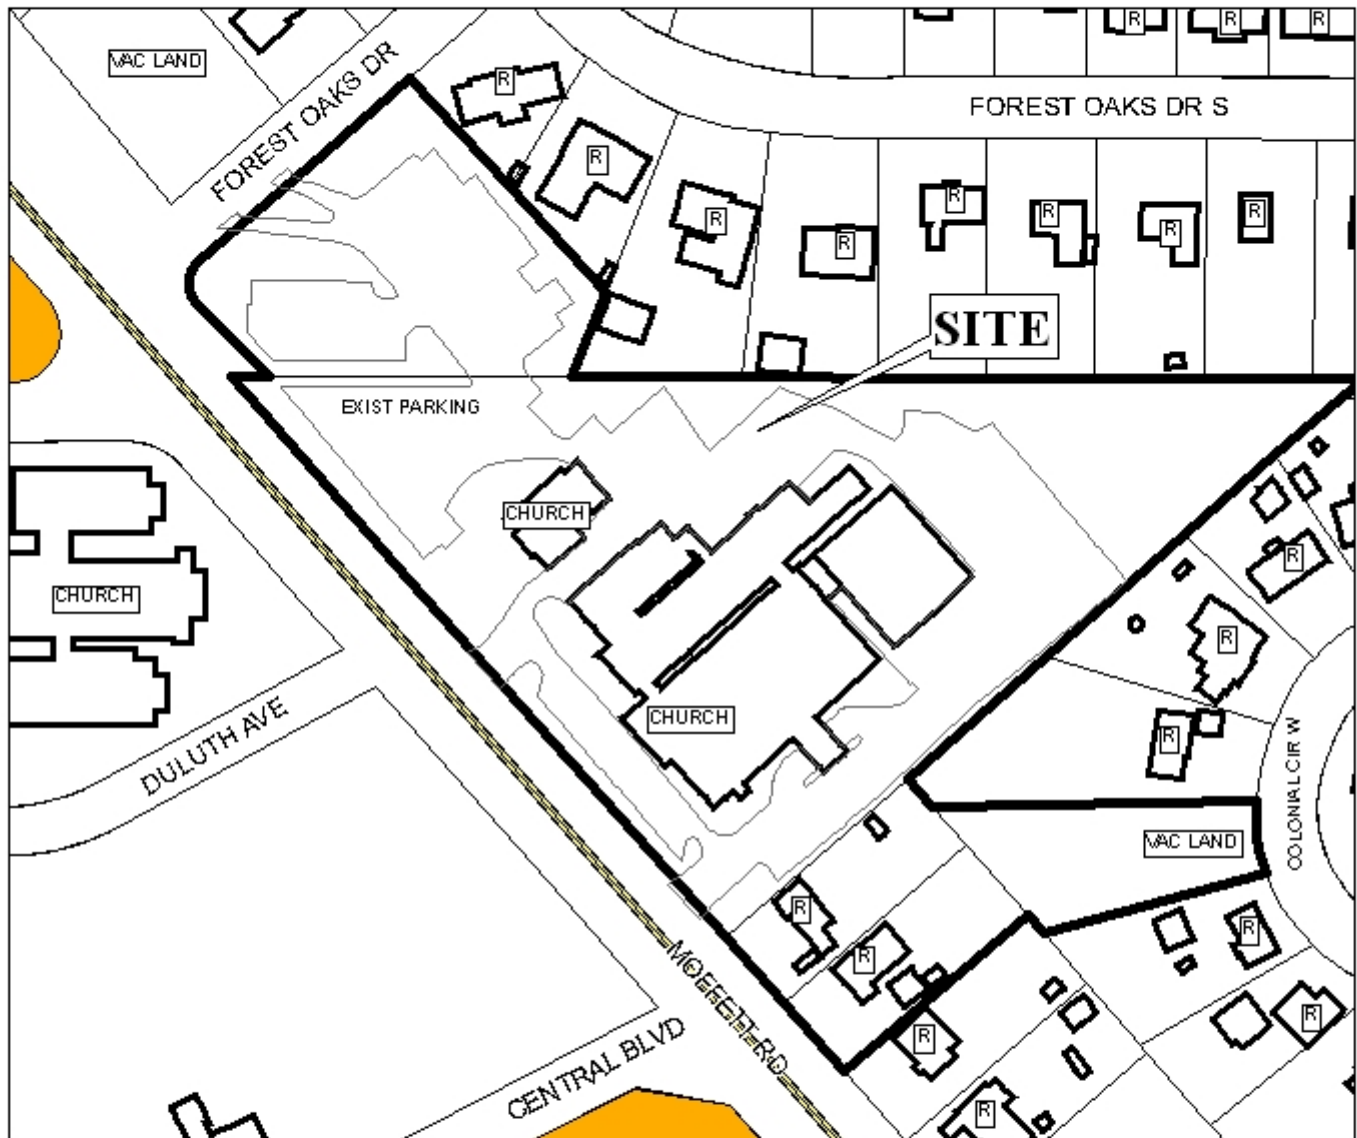 R
R
R
VAC LAND
FOREST OAKS DR
R
FOREST OAKS DR S
R
R
R
R
R
R
R
R
SITE
EXIST PARKING
CHURCH
R
CHURCH
R
CHURCH
R
DULUTH AVE
COLONIAL CIR W
VAC LAND
R
R
R
MOFFETT RD
R
R
CENTRAL BLVD
R